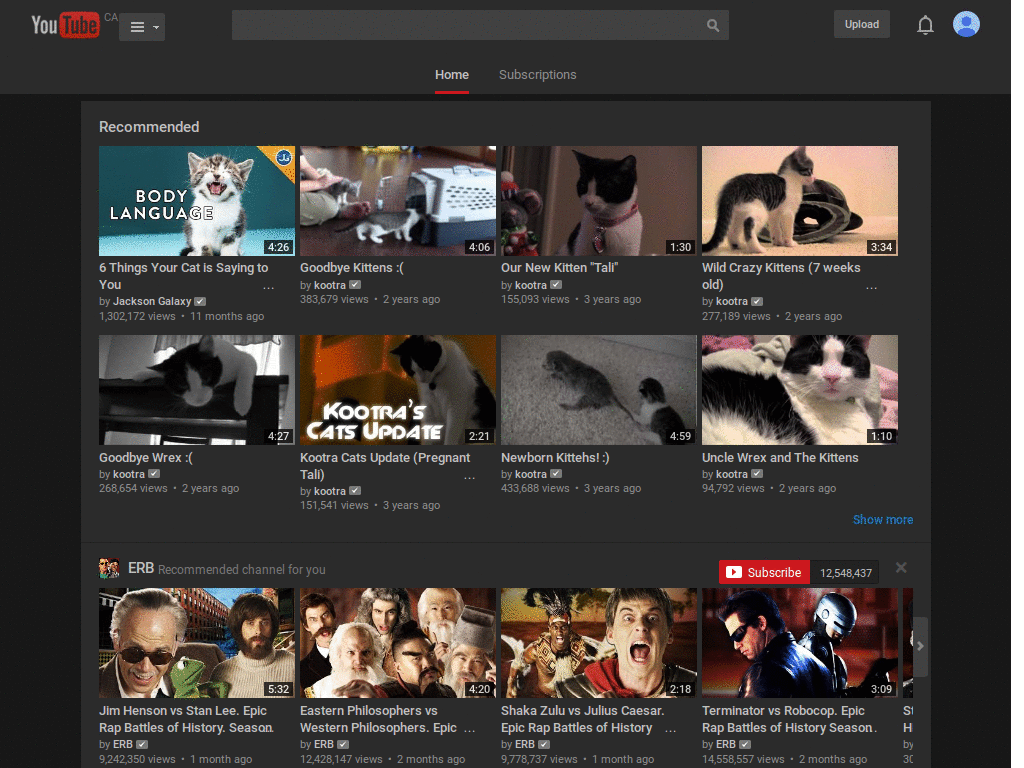 YouTube CA
Upload
Home Subscriptions
Recommended
BODY
LANGUAGE
4:26
4:06
1:30
3:34
6 Things Your Cat is Saying to
You ...
by Jackson Galaxy
1,302,172 views • 11 months ago
Goodbye Kittens :(
by kootra
383,679 views • 2 years ago
Our New Kitten "Tali"
by kootra
155,093 views • 3 years ago
Wild Crazy Kittens (7 weeks
old) ...
by kootra
277,189 views • 2 years ago
4:27
KOOTRA'S
CATS UPDATE
2:21
4:59
1:10
Goodbye Wrex :(
by kootra
268,654 views • 2 years ago
Kootra Cats Update (Pregnant
Tali) ...
by kootra
151,541 views • 3 years ago
Newborn Kittehs! :)
by kootra
433,688 views • 3 years ago
Uncle Wrex and The Kittens
by kootra
94,792 views • 2 years ago
Show more
ERB Recommended channel for you
Subscribe 12,548,437
5:32
4:20
2:18
3:09
Jim Henson vs Stan Lee. Epic
Rap Battles of History. Season
by ERB
9,242,350 views • 1 month ago
Eastern Philosophers vs
Western Philosophers. Epic ...
by ERB
12,428,147 views • 2 months ago
Shaka Zulu vs Julius Caesar.
Epic Rap Battles of History ...
by ERB
9,778,737 views • 1 month ago
Terminator vs Robocop. Epic
Rap Battles of History Season.
by ERB
14,558,557 views • 2 months ago
St
H
by
30